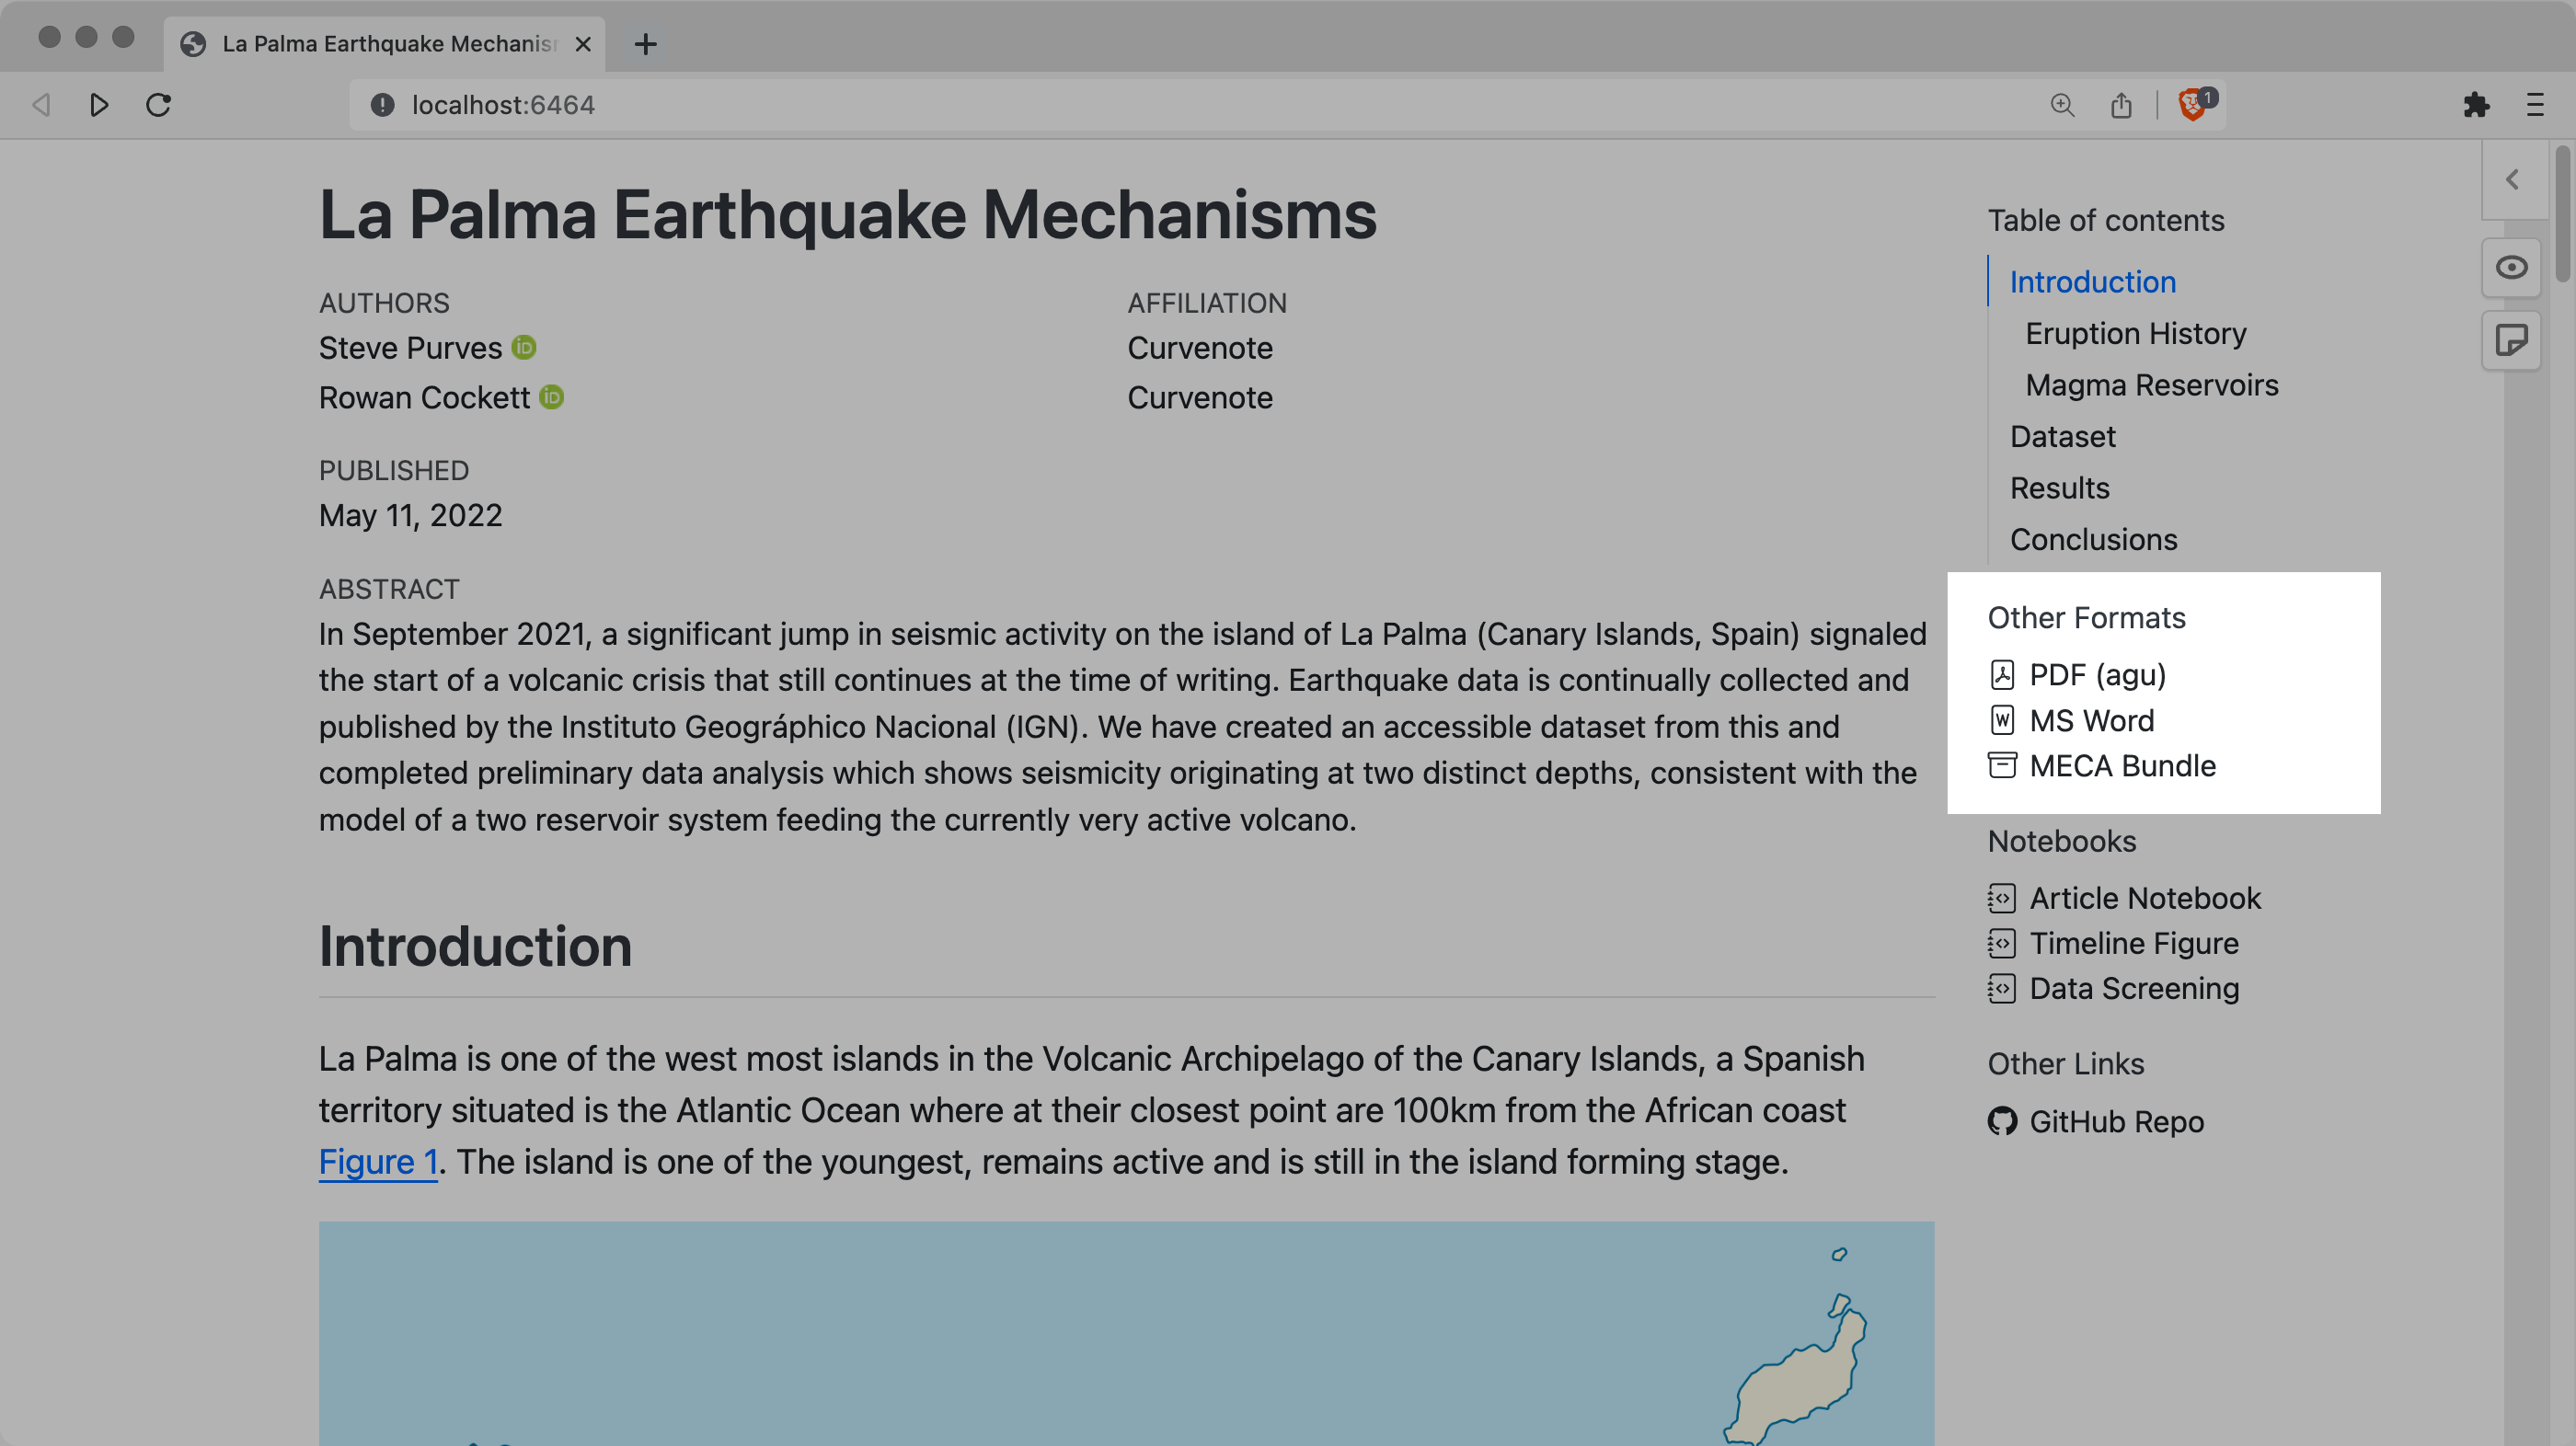 La Palma Earthquake Mechanis
localhost:6464
1
La Palma Earthquake Mechanisms
AUTHORS
AFFILIATION
Steve Purves iD
Curvenote
Rowan Cockett iD
Curvenote
PUBLISHED
May 11, 2022
ABSTRACT
In September 2021, a significant jump in seismic activity on the island of La Palma (Canary Islands, Spain) signaled
the start of a volcanic crisis that still continues at the time of writing. Earthquake data is continually collected and
published by the Instituto Geográphico Nacional (IGN). We have created an accessible dataset from this and
completed preliminary data analysis which shows seismicity originating at two distinct depths, consistent with the
model of a two reservoir system feeding the currently very active volcano.
Introduction
La Palma is one of the west most islands in the Volcanic Archipelago of the Canary Islands, a Spanish
territory situated is the Atlantic Ocean where at their closest point are 100km from the African coast
Figure 1. The island is one of the youngest, remains active and is still in the island forming stage.
Table of contents
Introduction
Eruption History
Magma Reservoirs
Dataset
Results
Conclusions
Other Formats
PDF (agu)
W MS Word
MECA Bundle
Notebooks
Article Notebook
Timeline Figure
Data Screening
Other Links
GitHub Repo